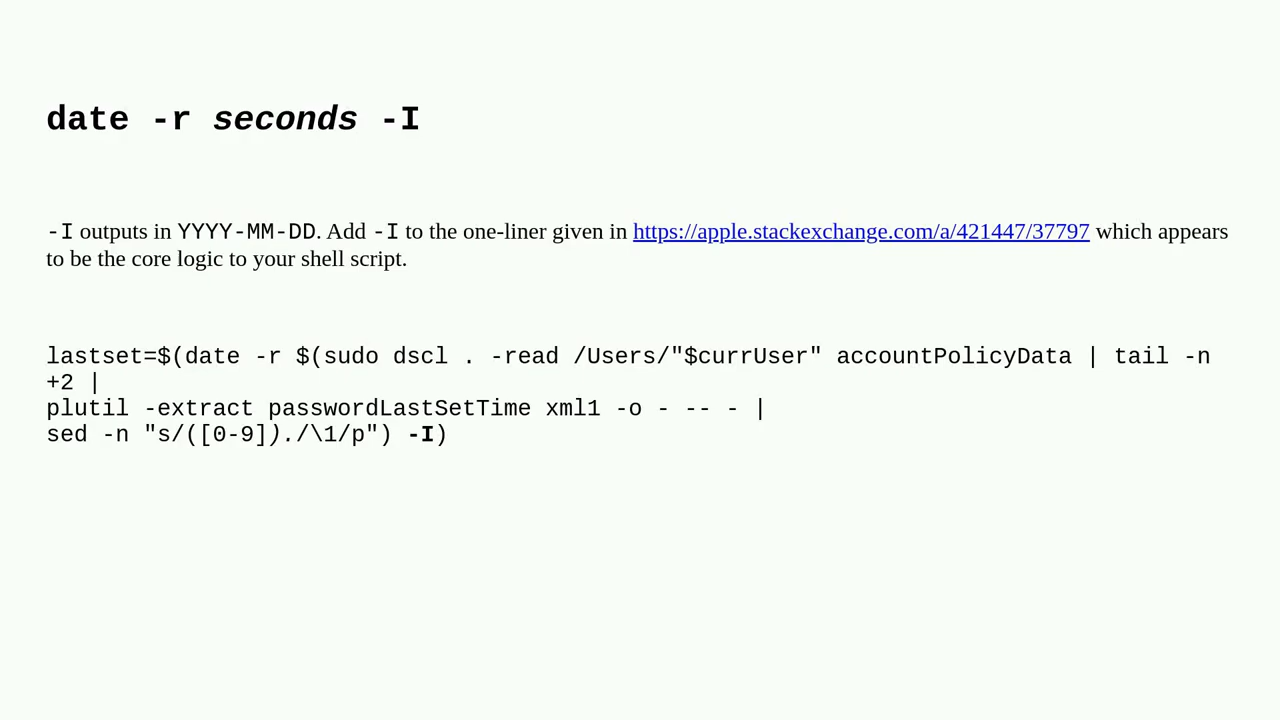 date -r seconds -I
-I outputs in YYYY-MM-DD. Add -I to the one-liner given in https://apple.stackexchange.com/a/421447/37797 which appears
to be the core logic to your shell script.
lastset=$(date -r $(sudo dscl . -read /Users/"$currUser" accountPolicyData | tail -n
+2 |
plutil -extract passwordLastSetTime xml1 -o - -- - |
sed -n "s/([0-9])./\1/p") -I)